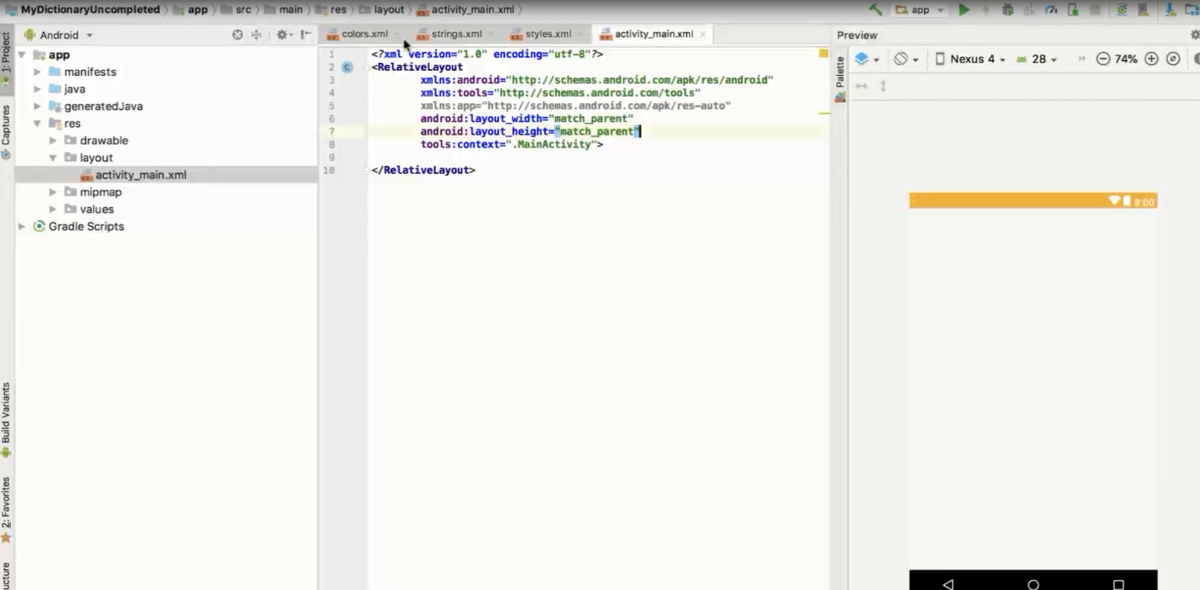 MyDictionaryUncompleted app src main res layout activity_main.xml app
1: Project
Captures
Build Variants
2: Favorites
ucture
Android
app
manifests
java
generatedJava
res
drawable
layout
activity_main.xml
mipmap
values
Gradle Scripts
colors.xml strings.xml styles.xml activity_main.xml
1 <?xml version="1.0" encoding="utf-8"?>
2 <RelativeLayout
3 xmlns:android="http://schemas.android.com/apk/res/android"
4 xmlns:tools="http://schemas.android.com/tools"
5 xmlns:app="http://schemas.android.com/apk/res-auto"
6 android:layout_width="match_parent"
7 android:layout_height="match_parent"
8 tools:context=".MainActivity">
9
10 </RelativeLayout>
Preview
Palette
Nexus 4 28 74%
8:00